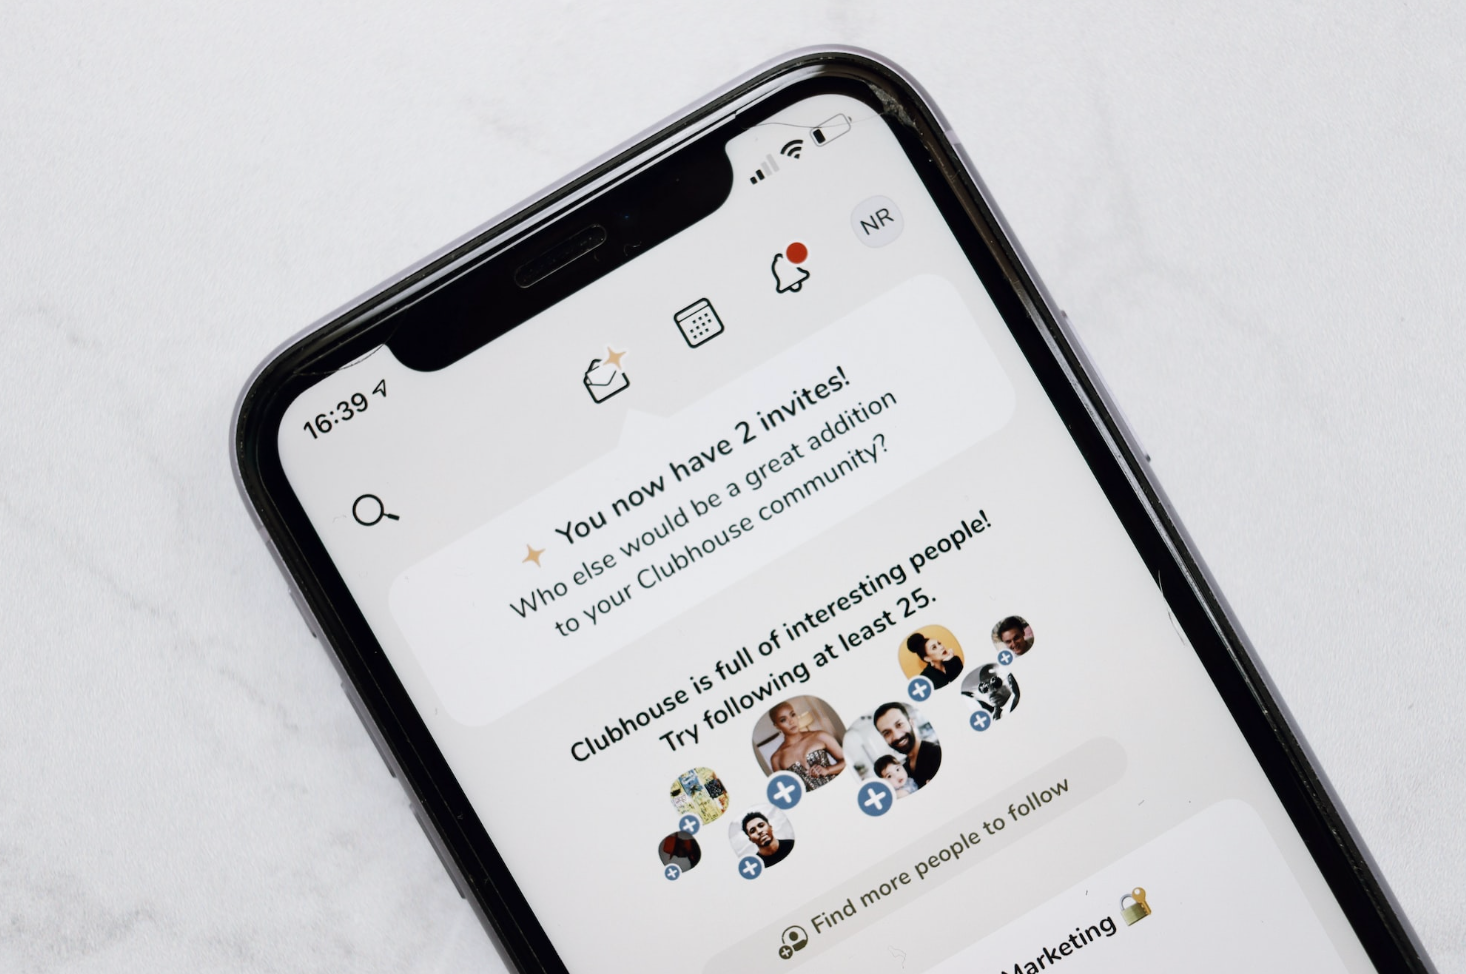 16:39
NR
You now have 2 invites!
Who else would be a great addition
to your Clubhouse community?
Clubhouse is full of interesting people!
Try following at least 25.
Find more people to follow
Marketing 🔐